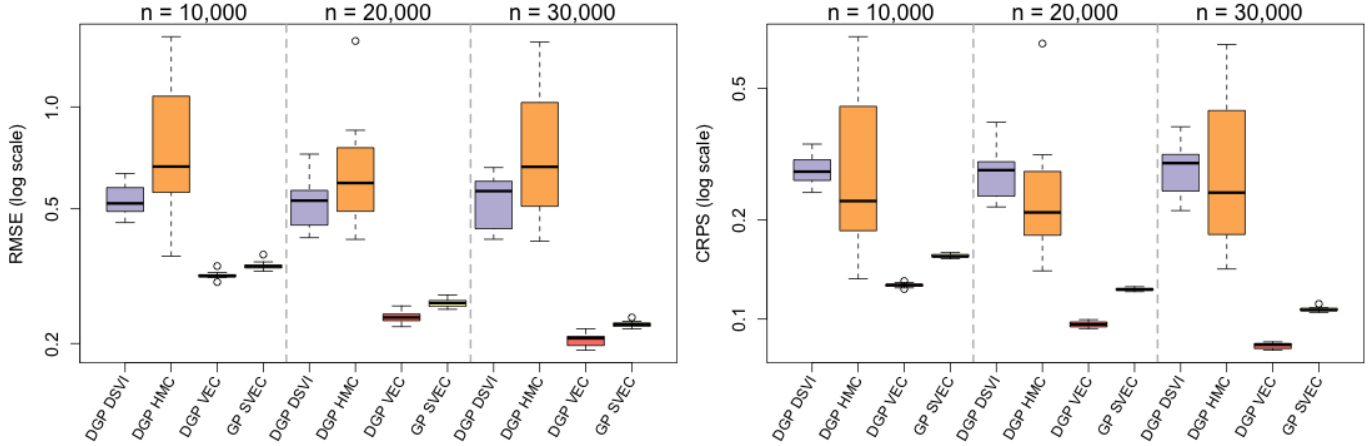 n = 10,000 n = 20,000 n = 30,000
RMSE (log scale)
1.0
0.5
0.2
DGP DSVI DGP HMC DGP VEC GP SVEC DGP DSVI DGP HMC DGP VEC GP SVEC DGP DSVI DGP HMC DGP VEC GP SVEC
n = 10,000 n = 20,000 n = 30,000
CRPS (log scale)
0.5
0.2
0.1
DGP DSVI DGP HMC DGP VEC GP SVEC DGP DSVI DGP HMC DGP VEC GP SVEC DGP DSVI DGP HMC DGP VEC GP SVEC